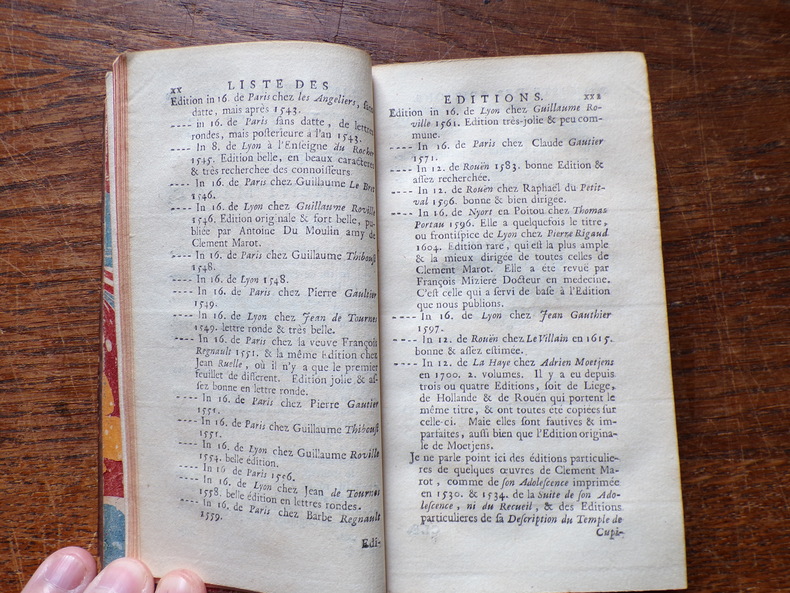 xx LISTE DES
Edition in 16. de Paris chez les Angeliers, sans
datte, mais après 1543.
---- in 16. de Paris sans datte, de lettres
rondes, mais posterieure à l'an 1543.
---- In 8. de Lyon à l'Enseigne du Rocher
1545. Edition belle, en beaux caracteres
& très recherchée des connoisseurs.
---- In 16. de Paris chez Guillaume Le Bret
1546.
---- In 16. de Lyon chez Guillaume Roville
1546. Edition originale & fort belle, pu-
bliée par Antoine Du Moulin amy de
Clement Marot.
---- In 16. de Paris chez Guillaume Thiboust
1548.
---- In 16. de Lyon 1548.
---- In 16. de Paris chez Pierre Gaultier
1549.
---- In 16. de Lyon chez Jean de Tournes
1549. lettre ronde & très belle.
---- In 16. de Paris chez la veuve François
Regnault 1551. & la même Edition chez
Jean Ruelle, où il n'y a que le premier
feuillet de different. Edition jolie & as-
sez bonne en lettre ronde.
---- In 16. de Paris chez Pierre Gautier
1551.
---- In 16. de Paris chez Guillaume Thiboust
1551.
---- In 16. de Lyon chez Guillaume Roville
1554. belle édition.
---- In 16 de Paris
---- In 16. de Lyon chez Jean de Tournes
1558. belle édition en lettres rondes.
---- In 16. de Paris chez Barbe Regnault
1559.
Edi-
EDITIONS. xxi
Edition in 16. de Lyon chez Guillaume Ro-
ville 1561. Edition très-jolie & peu com-
mune.
---- In 16. de Paris chez Claude Gautier
1571.
---- In 12. de Rouën 1583. bonne Edition &
assez recherchée.
---- In 12. de Rouën chez Raphaël du Petit-
val 1596. bonne & bien dirigée.
---- In 16. de Nyort en Poitou chez Thomas
Portau 1596. Elle a quelquefois le titre,
ou frontispice de Lyon chez Pierre Rigaud
1604. Edition rare, qui est la plus ample
& la mieux dirigée de toutes celles de
Clement Marot. Elle a eté revue par
François Miziere Docteur en medecine.
C'est celle qui a servi de base à l'Edition
que nous publions.
---- In 16. de Lyon chez Jean Gauthier
1597.
---- In 12. de Rouën chez Le Villain en 1615.
bonne & assez estimée.
---- In 12. de La Haye chez Adrien Moetjens
en 1700. 2. volumes. Il y a eu depuis
trois ou quatre Editions, soit de Liege,
de Hollande & de Rouën qui portent le
même titre, & ont toutes été copiées sur
celle-ci. Maie elles sont fautives & im-
parfaites, aussi bien que l'Edition origina-
le de Moetjens.
Je ne parle point ici des éditions particulie-
res de quelques œuvres de Clement Ma-
rot, comme de son Adolescence imprimée
en 1530. & 1534. de la Suite de son Ado-
lescence, ni du Recueil, & des Editions
particulieres de sa Description du Temple de
Cupi-